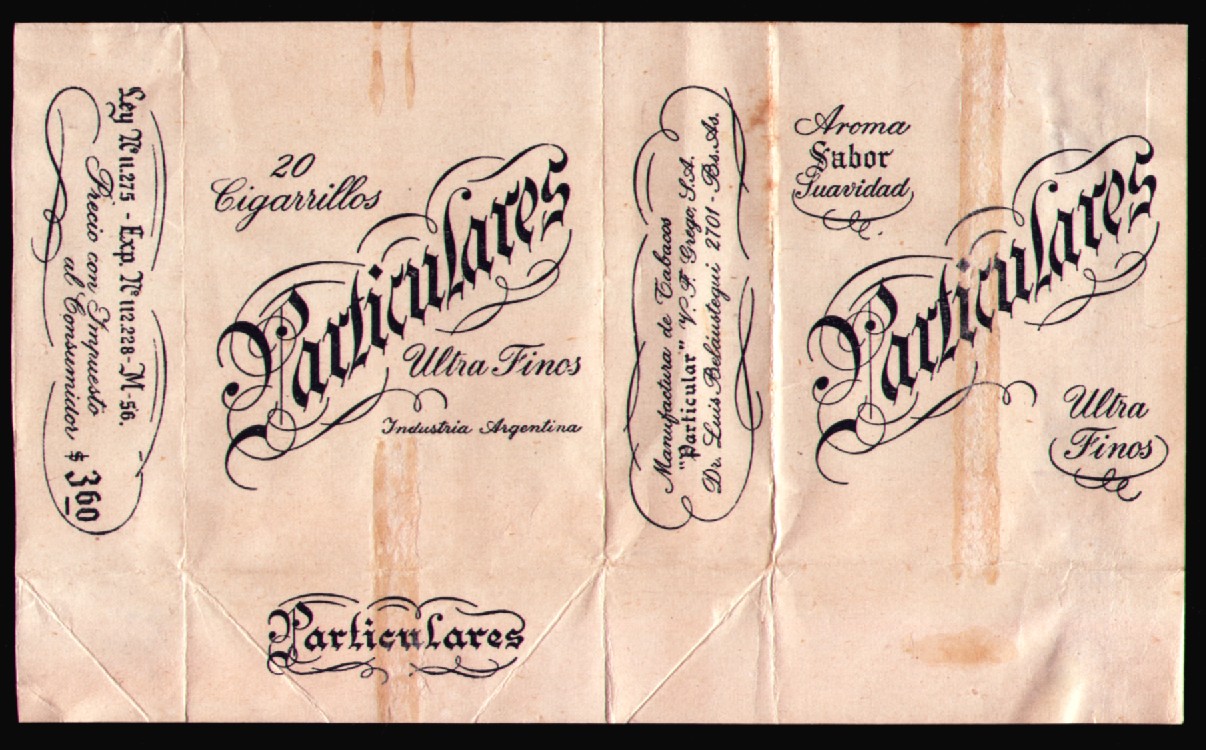 Ley Nº 11.275 - Exp. Nº 112.228 - M - 56.
Precio con Impuesto
al Consumidor $ 3 60
20
Cigarrillos
Particulares
Ultra Finos
Industria Argentina
Particulares
Manufactura de Tabacos
"Particular" V. F. Grego, S.A.
Dr. Luis Beláustegui 2701 - Bs. As.
Aroma
Sabor
Suavidad
Particulares
Ultra
Finos